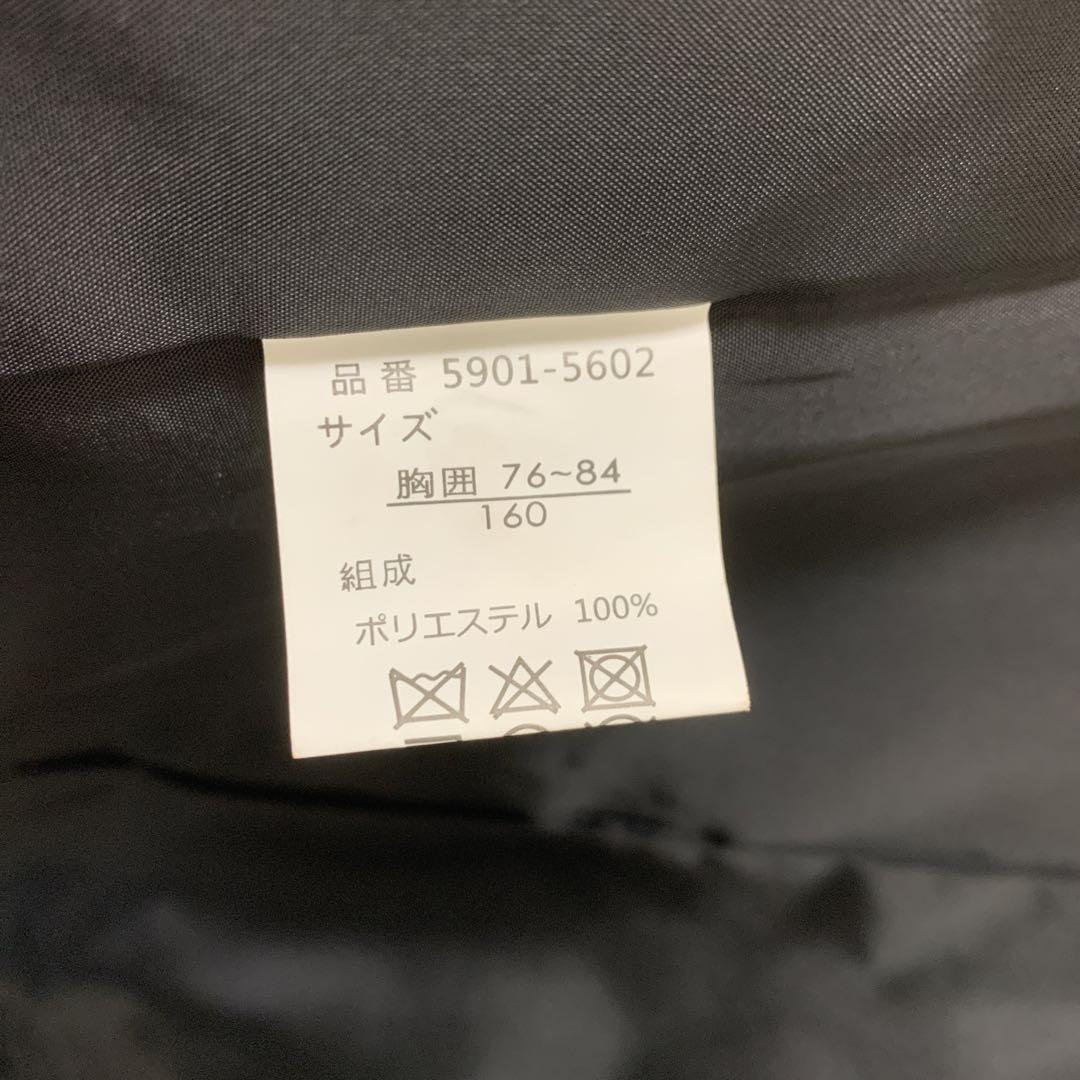 品番 5901-5602
サイズ
胸囲 76~84
160
組成
ポリエステル 100%